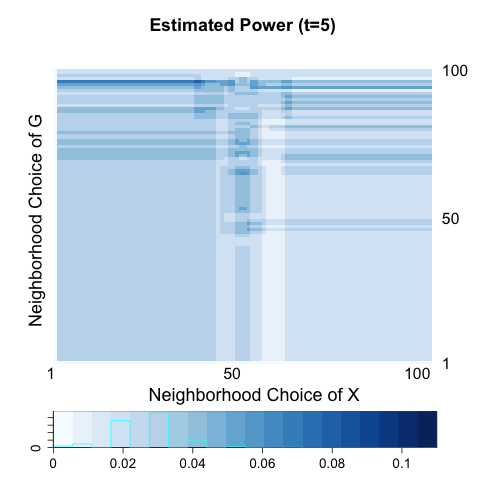 Estimated Power (t=5)
Neighborhood Choice of G
100
50
1
1 50 100
Neighborhood Choice of X
0
0 0.02 0.04 0.06 0.08 0.1